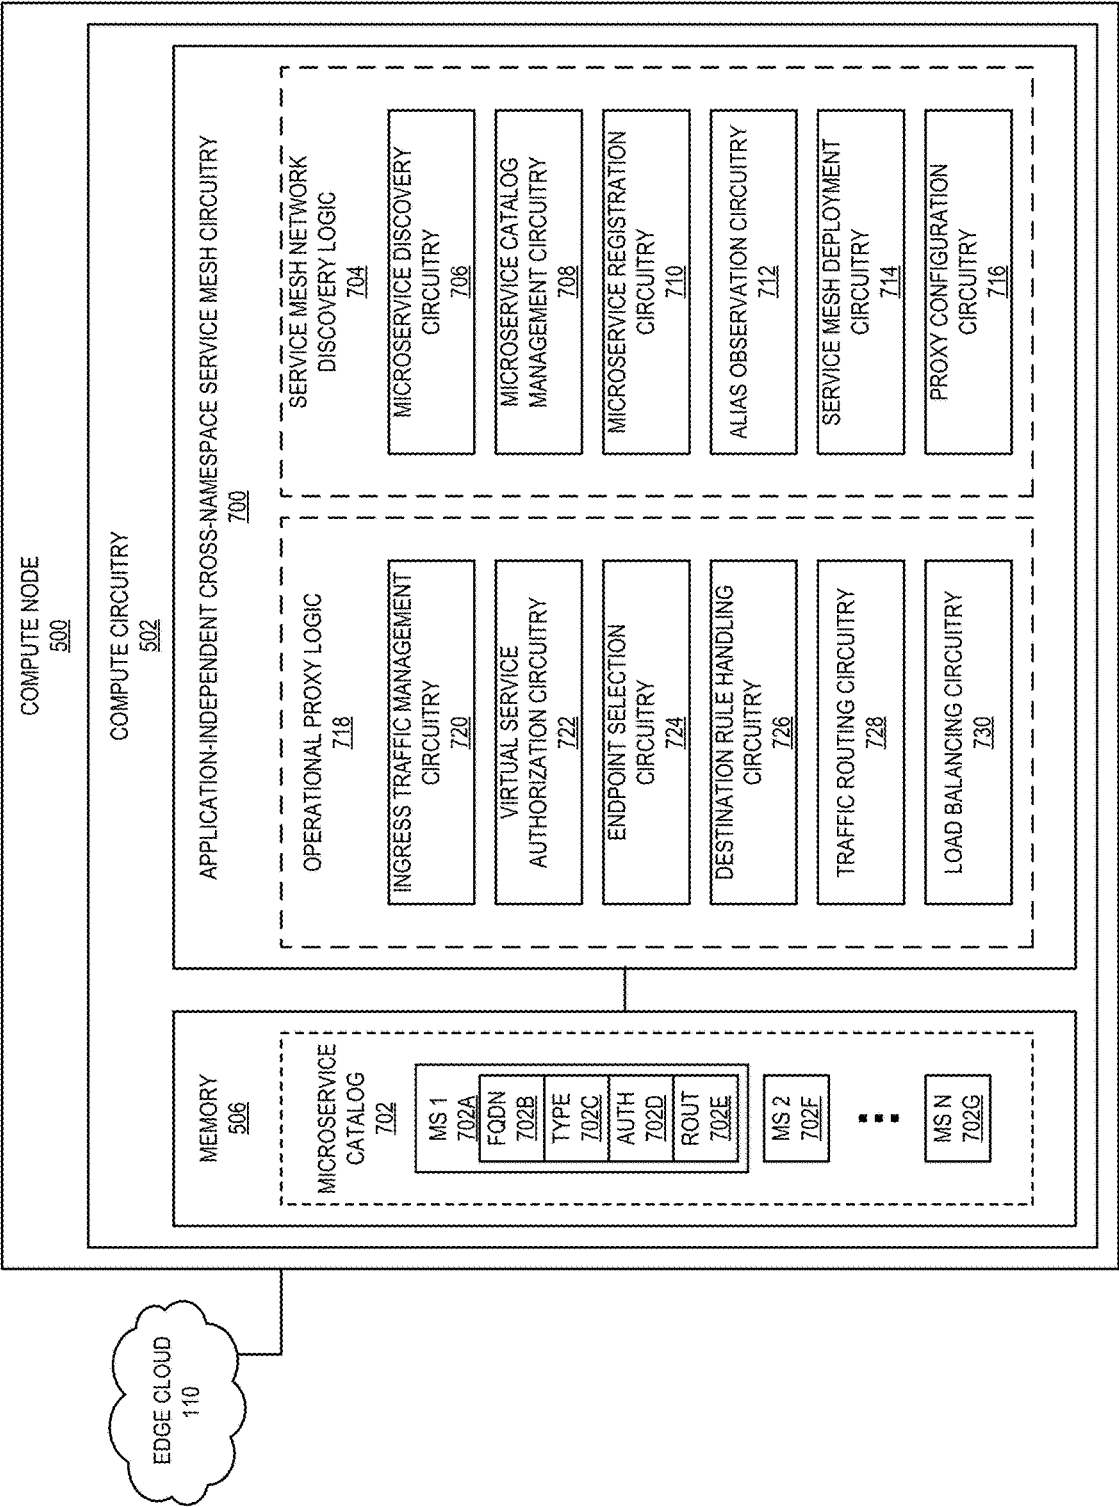 COMPUTE NODE
500
COMPUTE CIRCUITRY
502
EDGE CLOUD
110
MEMORY
506
MICROSERVICE
CATALOG
702
MS 1
702A
FQDN
702B
TYPE
702C
AUTH
702D
ROUT
702E
MS 2
702F
MS N
702G
APPLICATION-INDEPENDENT CROSS-NAMESPACE SERVICE MESH CIRCUITRY
700
OPERATIONAL PROXY LOGIC
718
INGRESS TRAFFIC MANAGEMENT
CIRCUITRY
720
VIRTUAL SERVICE
AUTHORIZATION CIRCUITRY
722
ENDPOINT SELECTION
CIRCUITRY
724
DESTINATION RULE HANDLING
CIRCUITRY
726
TRAFFIC ROUTING CIRCUITRY
728
LOAD BALANCING CIRCUITRY
730
SERVICE MESH NETWORK
DISCOVERY LOGIC
704
MICROSERVICE DISCOVERY
CIRCUITRY
706
MICROSERVICE CATALOG
MANAGEMENT CIRCUITRY
708
MICROSERVICE REGISTRATION
CIRCUITRY
710
ALIAS OBSERVATION CIRCUITRY
712
SERVICE MESH DEPLOYMENT
CIRCUITRY
714
PROXY CONFIGURATION
CIRCUITRY
716